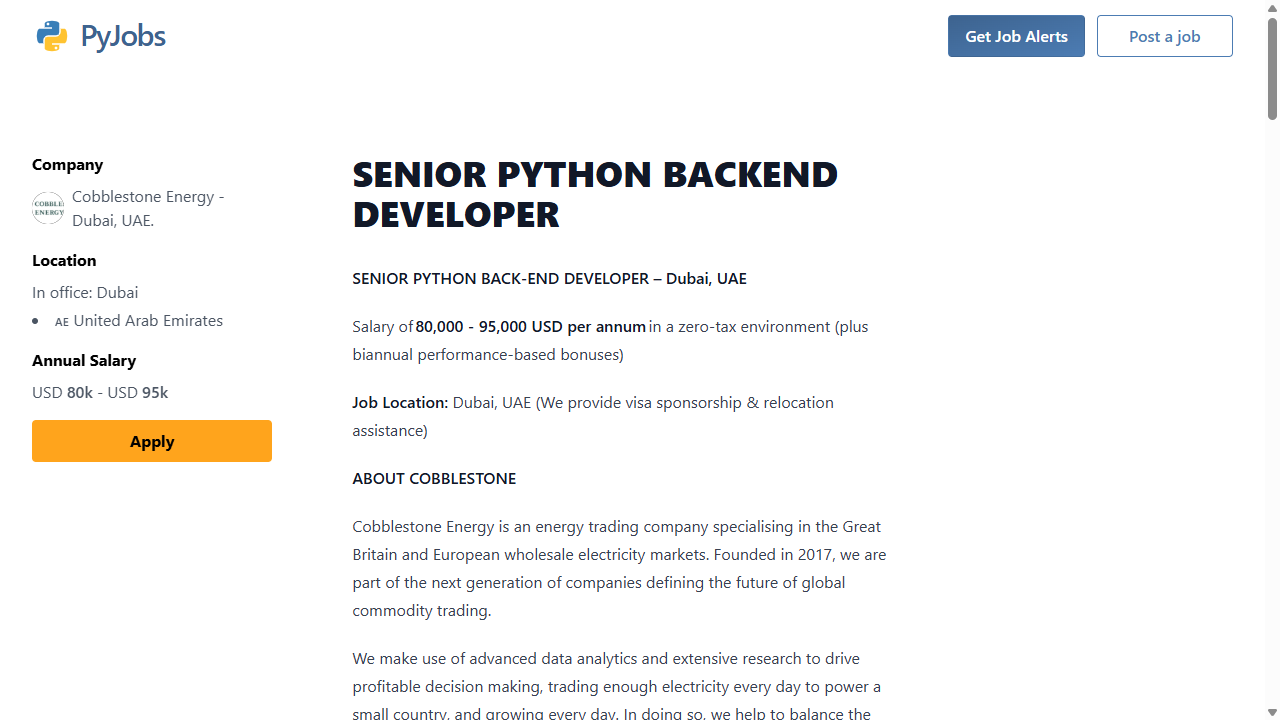 PyJobs
Get Job Alerts
Post a job
Company
COBBLE
ENERGY
Cobblestone Energy -
Dubai, UAE.
Location
In office: Dubai
• AE United Arab Emirates
Annual Salary
USD 80k - USD 95k
Apply
SENIOR PYTHON BACKEND
DEVELOPER
SENIOR PYTHON BACK-END DEVELOPER – Dubai, UAE
Salary of 80,000 - 95,000 USD per annum in a zero-tax environment (plus
biannual performance-based bonuses)
Job Location: Dubai, UAE (We provide visa sponsorship & relocation
assistance)
ABOUT COBBLESTONE
Cobblestone Energy is an energy trading company specialising in the Great
Britain and European wholesale electricity markets. Founded in 2017, we are
part of the next generation of companies defining the future of global
commodity trading.
We make use of advanced data analytics and extensive research to drive
profitable decision making, trading enough electricity every day to power a
small country, and growing every day. In doing so, we help to balance the